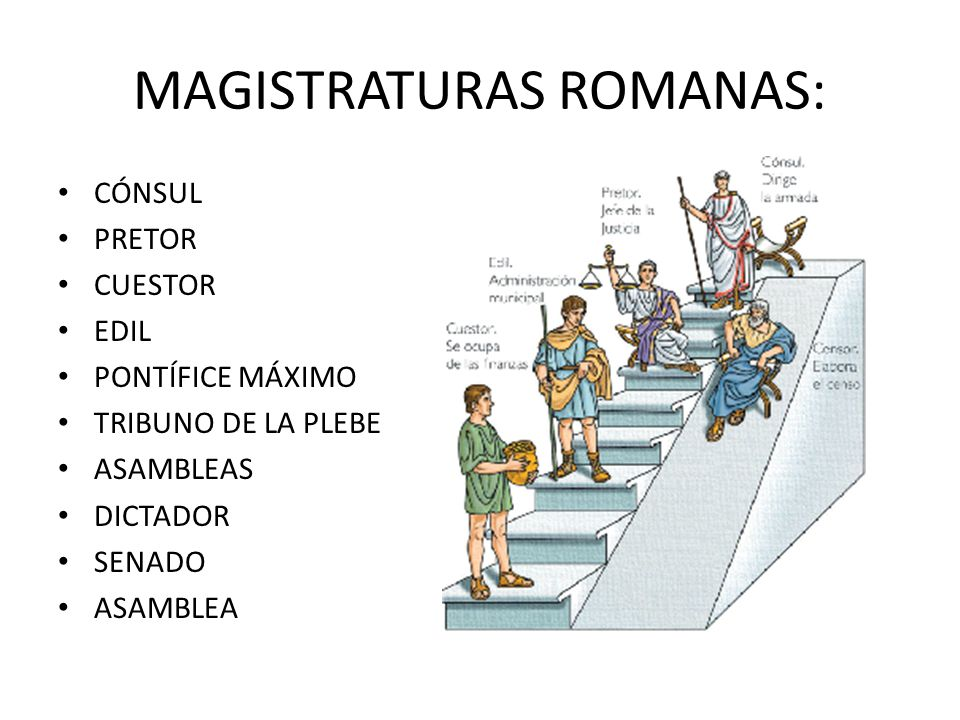 MAGISTRATURAS ROMANAS:
• CÓNSUL
• PRETOR
• CUESTOR
• EDIL
• PONTÍFICE MÁXIMO
• TRIBUNO DE LA PLEBE
• ASAMBLEAS
• DICTADOR
• SENADO
• ASAMBLEA
Cónsul.
Dirige
la armada
Pretor.
Jefe de la
Justicia
Edil.
Administración
municipal
Cuestor.
Se ocupa
de las finanzas
Censor.
Elabora
el censo